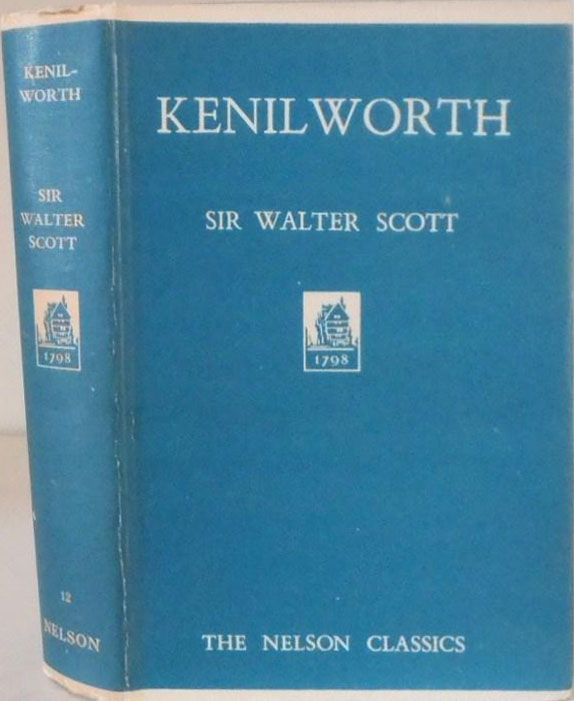 KENIL-
WORTH
SIR
WALTER
SCOTT
1798
12
NELSON
KENILWORTH
SIR WALTER SCOTT
1798
THE NELSON CLASSICS